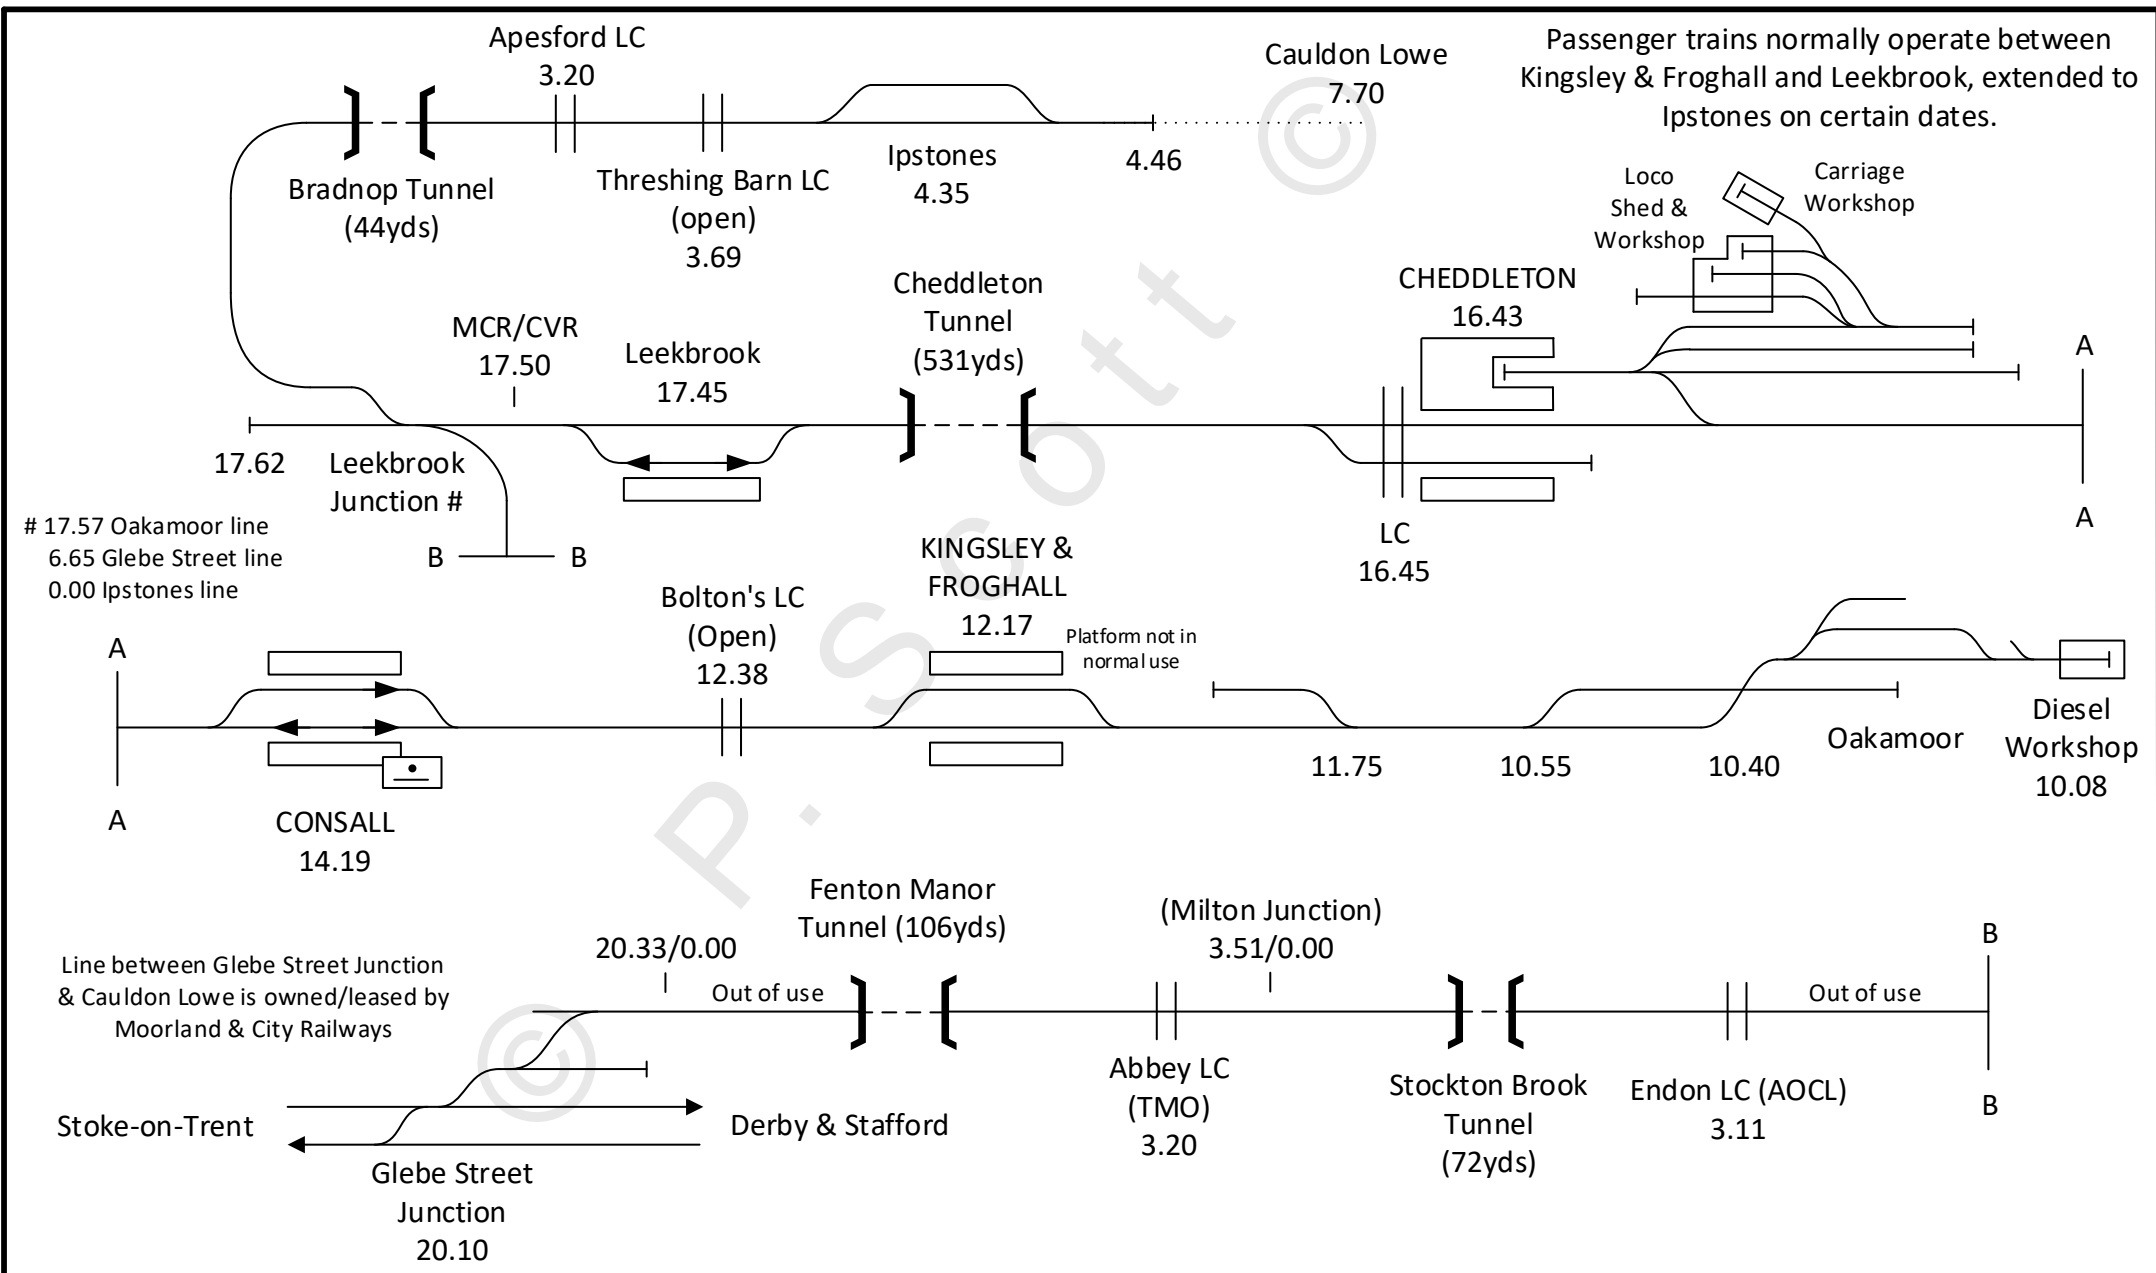 Apesford LC
3.20
Cauldon Lowe
7.70
Passenger trains normally operate between
Kingsley & Froghall and Leekbrook, extended to
Ipstones on certain dates.
Bradnop Tunnel
(44yds)
Threshing Barn LC
(open)
3.69
Ipstones
4.35
4.46
Loco
Shed &
Workshop
Carriage
Workshop
MCR/CVR
17.50
Leekbrook
17.45
Cheddleton
Tunnel
(531yds)
CHEDDLETON
16.43
A
A
17.62
Leekbrook
Junction #
LC
16.45
# 17.57 Oakamoor line
6.65 Glebe Street line
0.00 Ipstones line
B
B
A
A
CONSALL
14.19
Bolton's LC
(Open)
12.38
KINGSLEY &
FROGHALL
12.17
Platform not in
normal use
11.75
10.55
10.40
Oakamoor
Diesel
Workshop
10.08
Line between Glebe Street Junction
& Cauldon Lowe is owned/leased by
Moorland & City Railways
20.33/0.00
Out of use
Fenton Manor
Tunnel (106yds)
(Milton Junction)
3.51/0.00
Abbey LC
(TMO)
3.20
Stockton Brook
Tunnel
(72yds)
Endon LC (AOCL)
3.11
Out of use
B
B
Stoke-on-Trent
Derby & Stafford
Glebe Street
Junction
20.10
© P. Scott ©